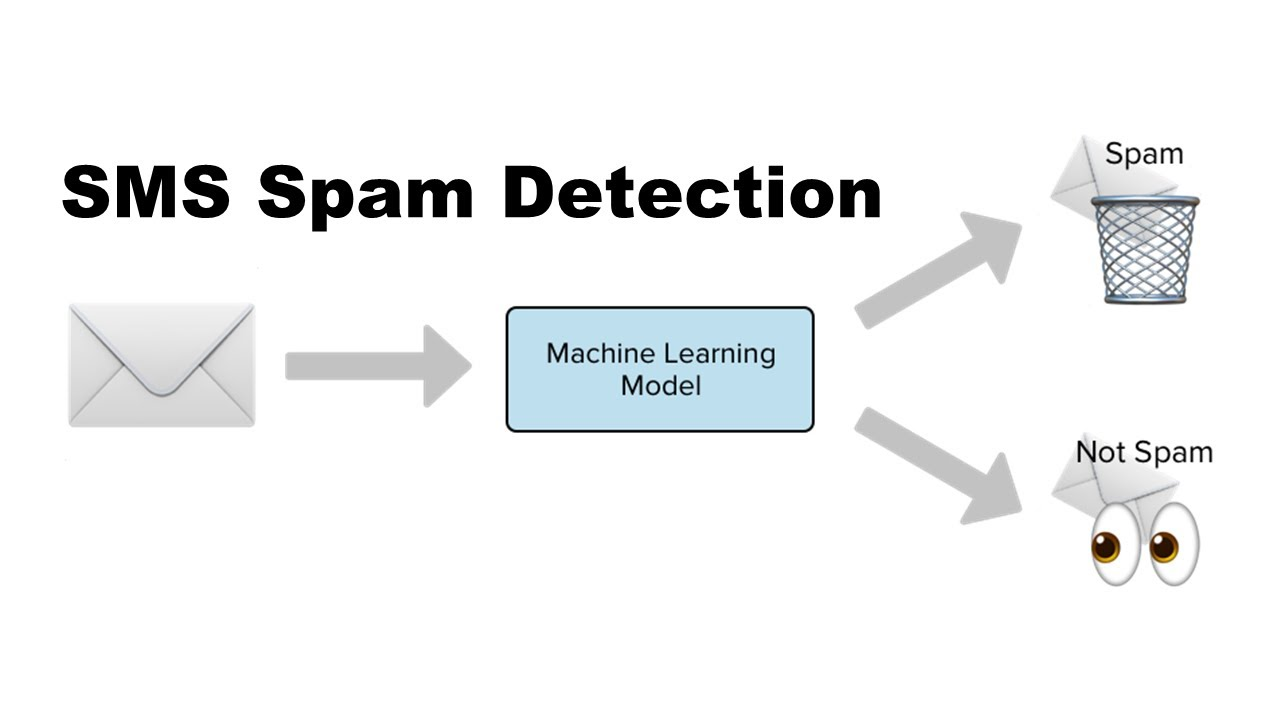 SMS Spam Detection
Machine Learning
Model
Spam
Not Spam